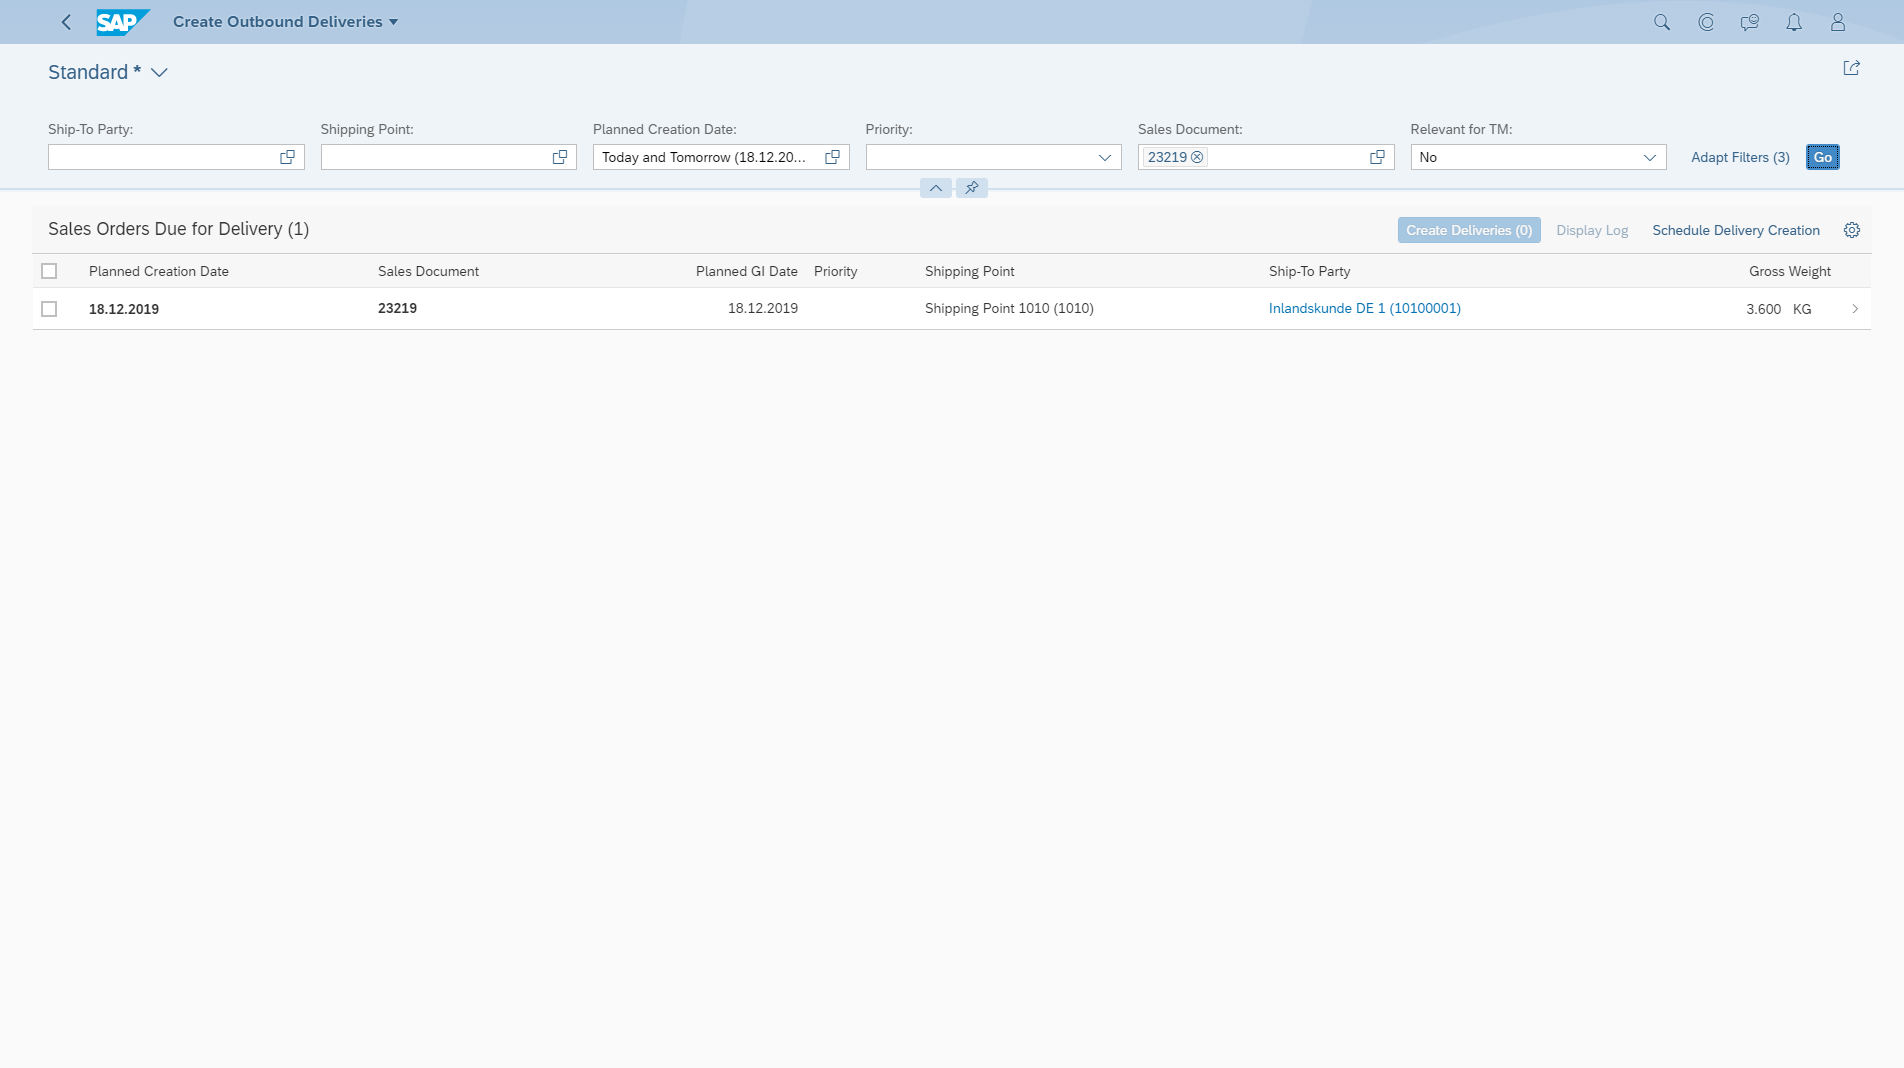 SAP Create Outbound Deliveries
Standard *
Ship-To Party: Shipping Point: Planned Creation Date: Priority: Sales Document: Relevant for TM:
Today and Tomorrow (18.12.20... 23219 No Adapt Filters (3) Go
Sales Orders Due for Delivery (1) Create Deliveries (0) Display Log Schedule Delivery Creation
Planned Creation Date Sales Document Planned GI Date Priority Shipping Point Ship-To Party Gross Weight
18.12.2019 23219 18.12.2019 Shipping Point 1010 (1010) Inlandskunde DE 1 (10100001) 3.600 KG